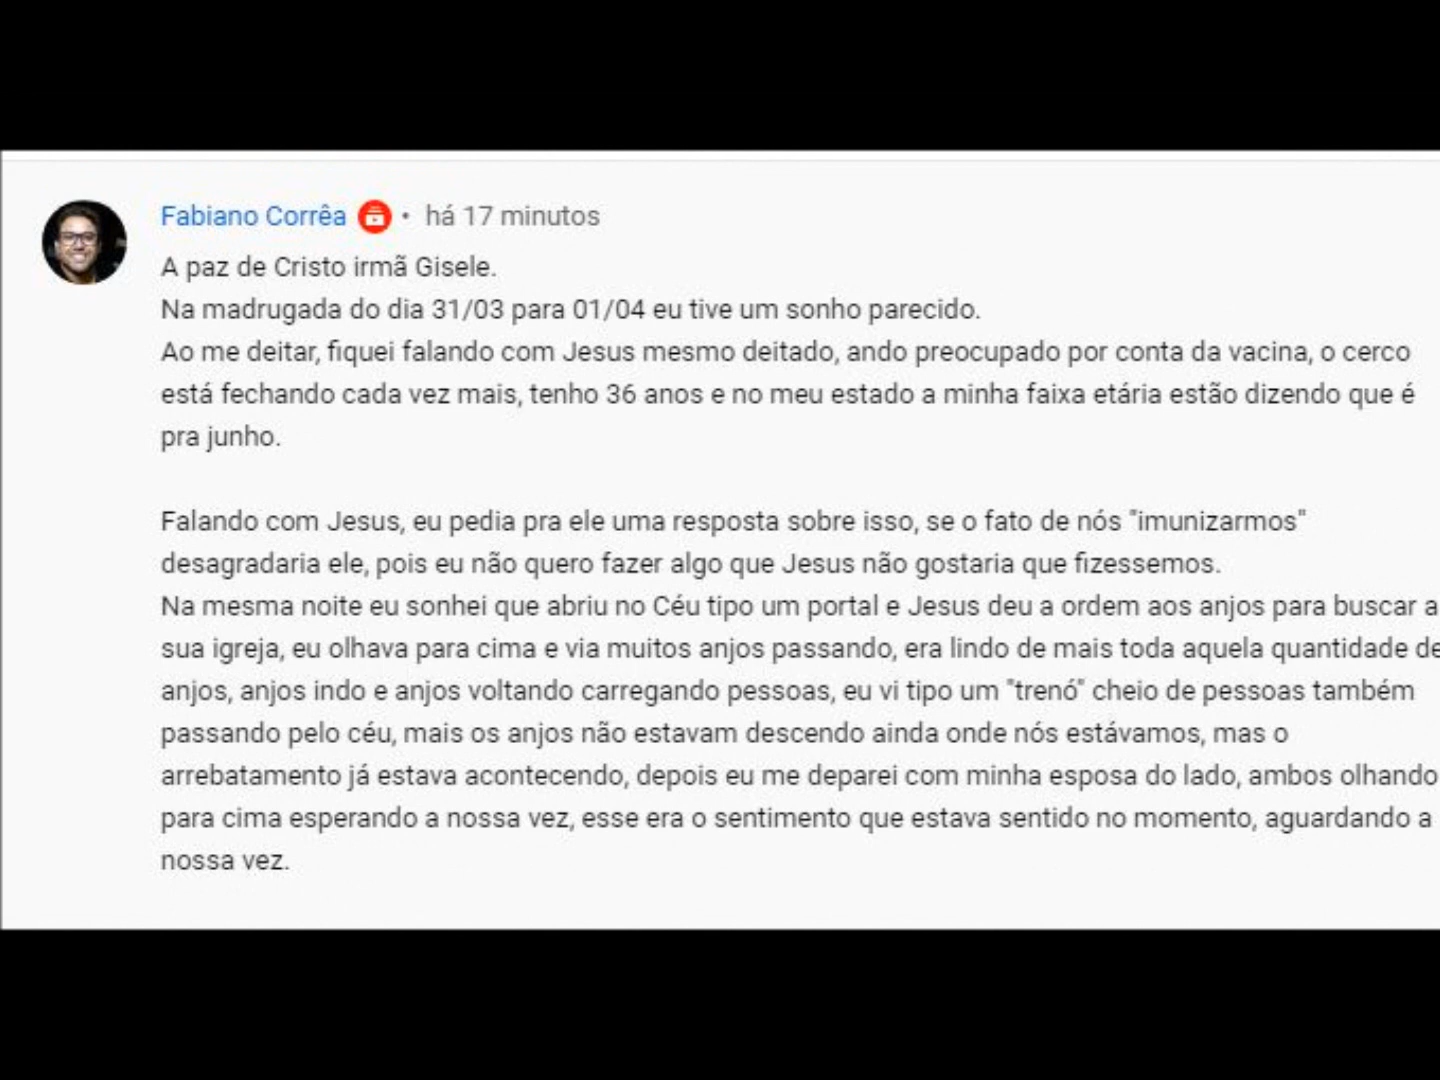 Fabiano Corrêa • há 17 minutos
A paz de Cristo irmã Gisele.
Na madrugada do dia 31/03 para 01/04 eu tive um sonho parecido.
Ao me deitar, fiquei falando com Jesus mesmo deitado, ando preocupado por conta da vacina, o cerco
está fechando cada vez mais, tenho 36 anos e no meu estado a minha faixa etária estão dizendo que é
pra junho.
Falando com Jesus, eu pedia pra ele uma resposta sobre isso, se o fato de nós "imunizarmos"
desagradaria ele, pois eu não quero fazer algo que Jesus não gostaria que fizessemos.
Na mesma noite eu sonhei que abriu no Céu tipo um portal e Jesus deu a ordem aos anjos para buscar a
sua igreja, eu olhava para cima e via muitos anjos passando, era lindo de mais toda aquela quantidade de
anjos, anjos indo e anjos voltando carregando pessoas, eu vi tipo um "trenó" cheio de pessoas também
passando pelo céu, mais os anjos não estavam descendo ainda onde nós estávamos, mas o
arrebatamento já estava acontecendo, depois eu me deparei com minha esposa do lado, ambos olhando
para cima esperando a nossa vez, esse era o sentimento que estava sentido no momento, aguardando a
nossa vez.